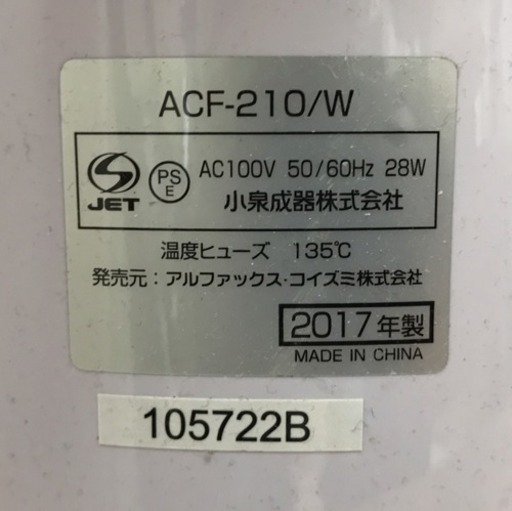 ACF-210/W
JET
PS
E
AC100V 50/60Hz 28W
小泉成器株式会社
温度ヒューズ 135℃
発売元：アルファックス・コイズミ株式会社
2017年製
MADE IN CHINA
105722B